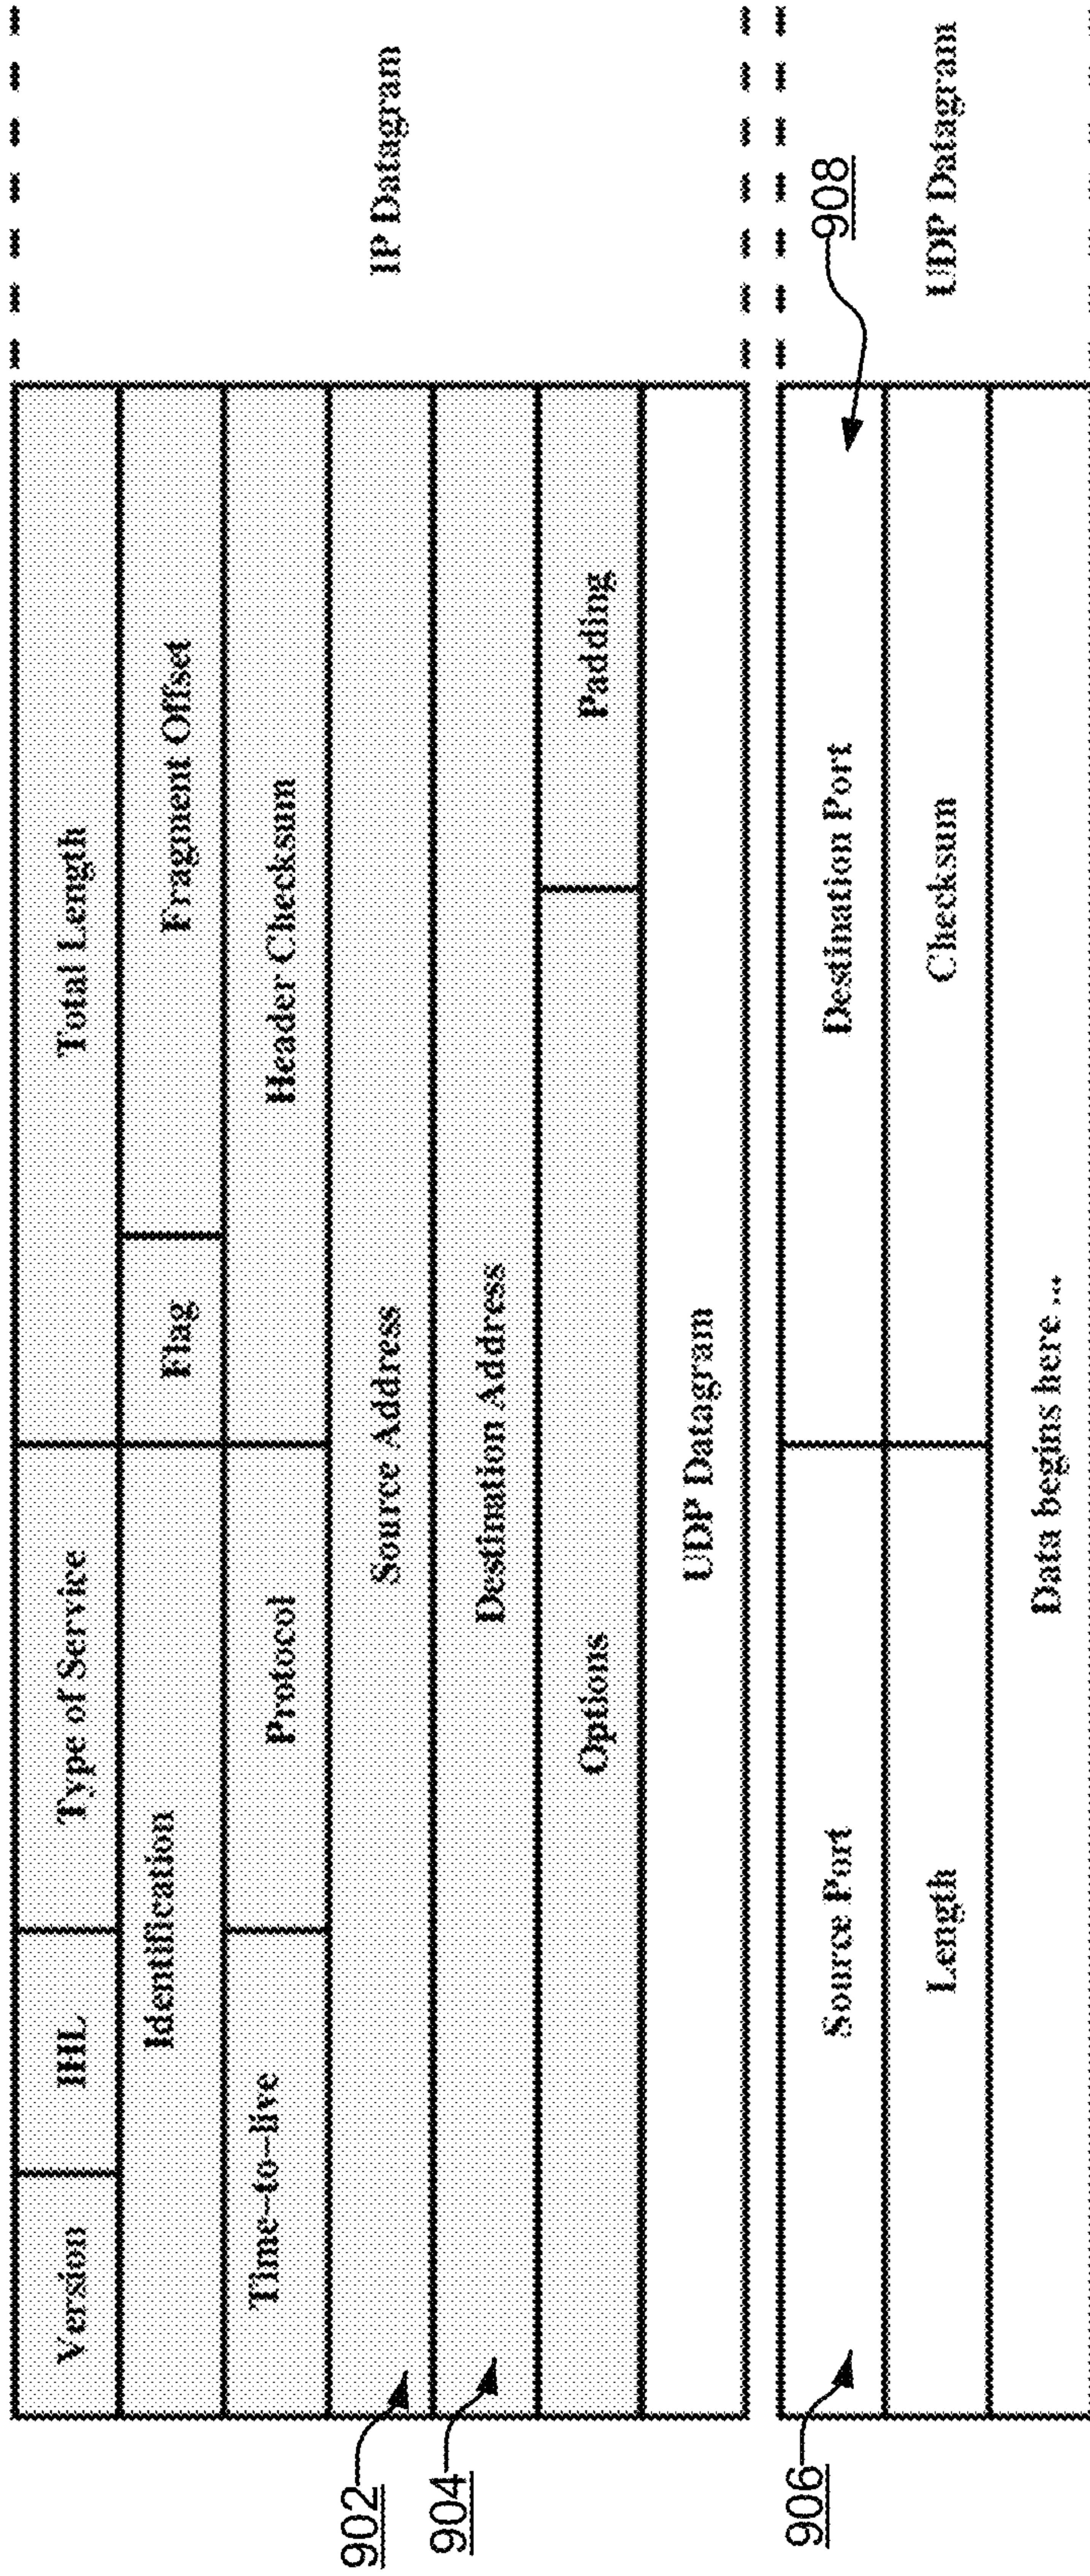 Version IHL Type of Service Total Length
Identification Flag Fragment Offset
Time-to-live Protocol Header Checksum
IP Datagram
902 Source Address
904 Destination Address
Options Padding
UDP Datagram
906 Source Port Destination Port 908
Length Checksum
UDP Datagram
Data begins here ...